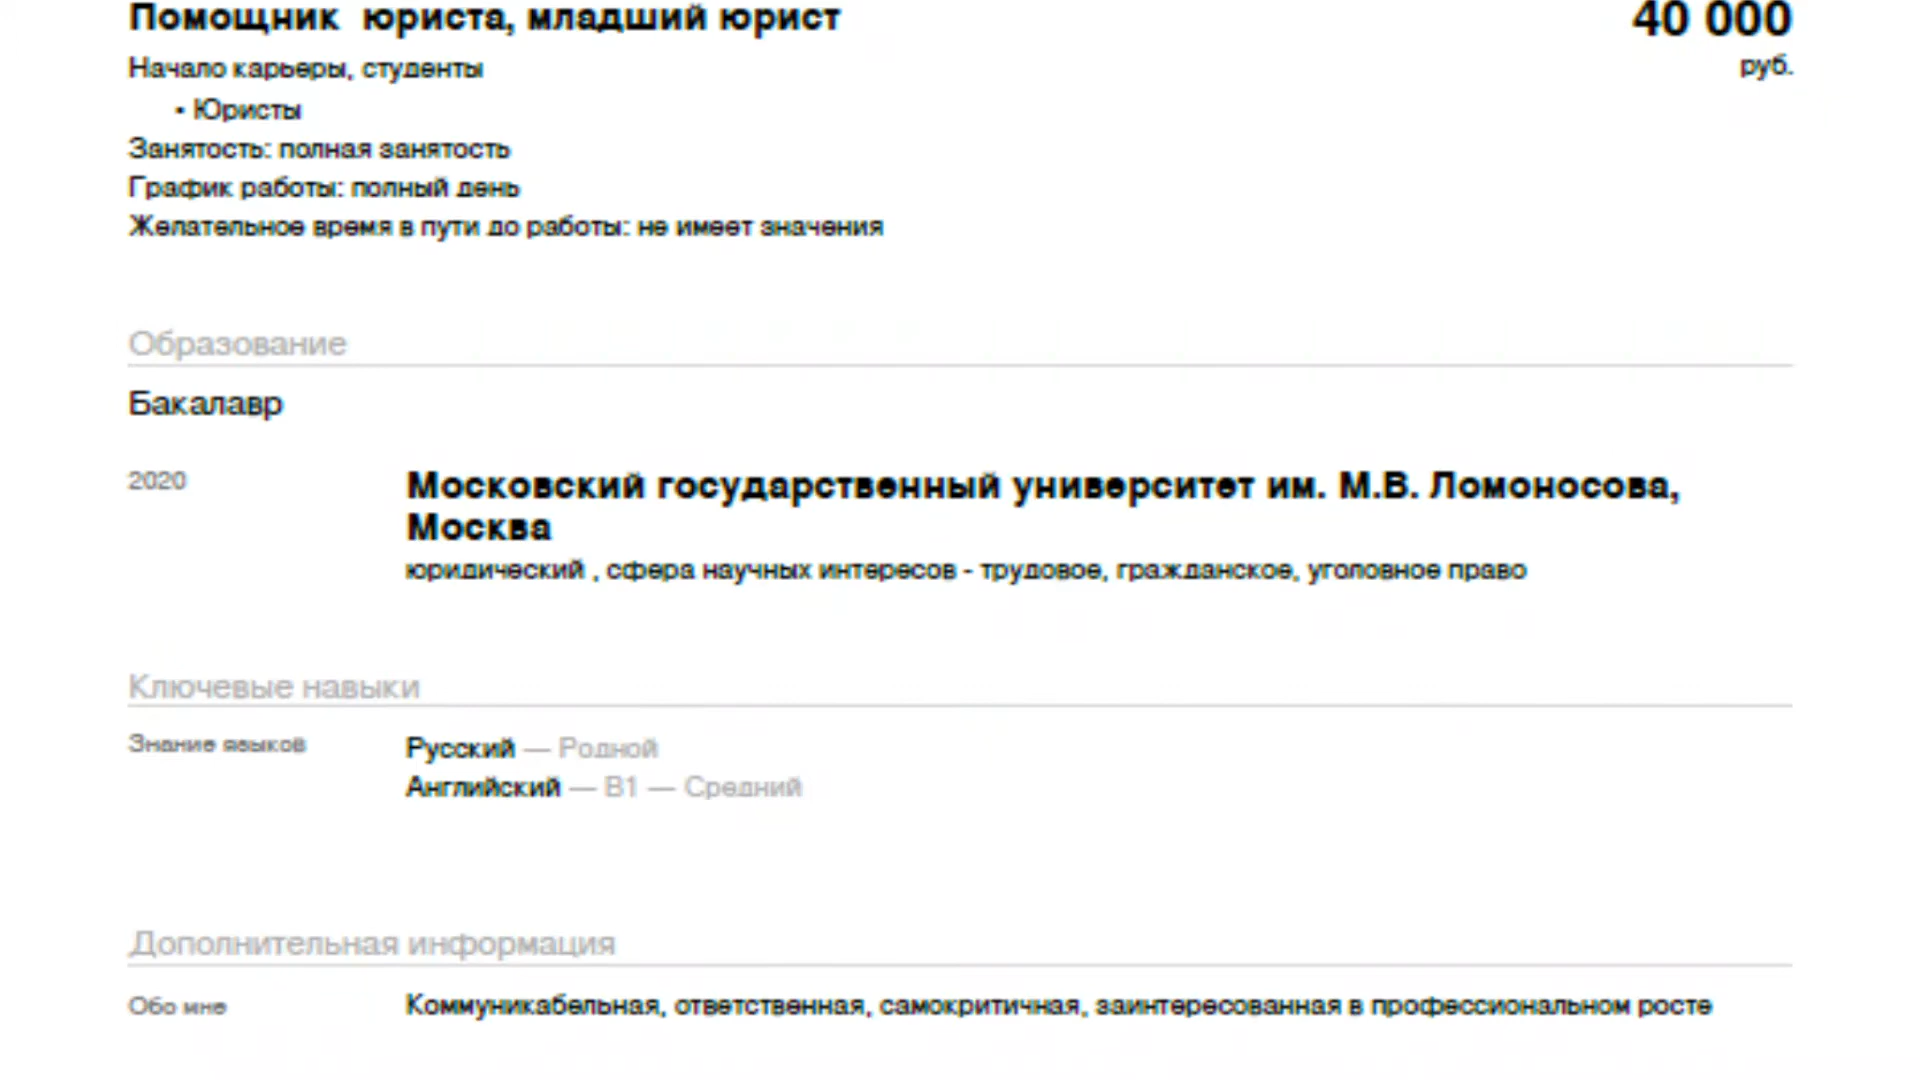 Помощник юриста, младший юрист
40 000
руб.
Начало карьеры, студенты
• Юристы
Занятость: полная занятость
График работы: полный день
Желательное время в пути до работы: не имеет значения
Образование
Бакалавр
2020
Московский государственный университет им. М.В. Ломоносова,
Москва
юридический , сфера научных интересов - трудовое, гражданское, уголовное право
Ключевые навыки
Знание языков
Русский — Родной
Английский — B1 — Средний
Дополнительная информация
Обо мне
Коммуникабельная, ответственная, самокритичная, заинтересованная в профессиональном росте